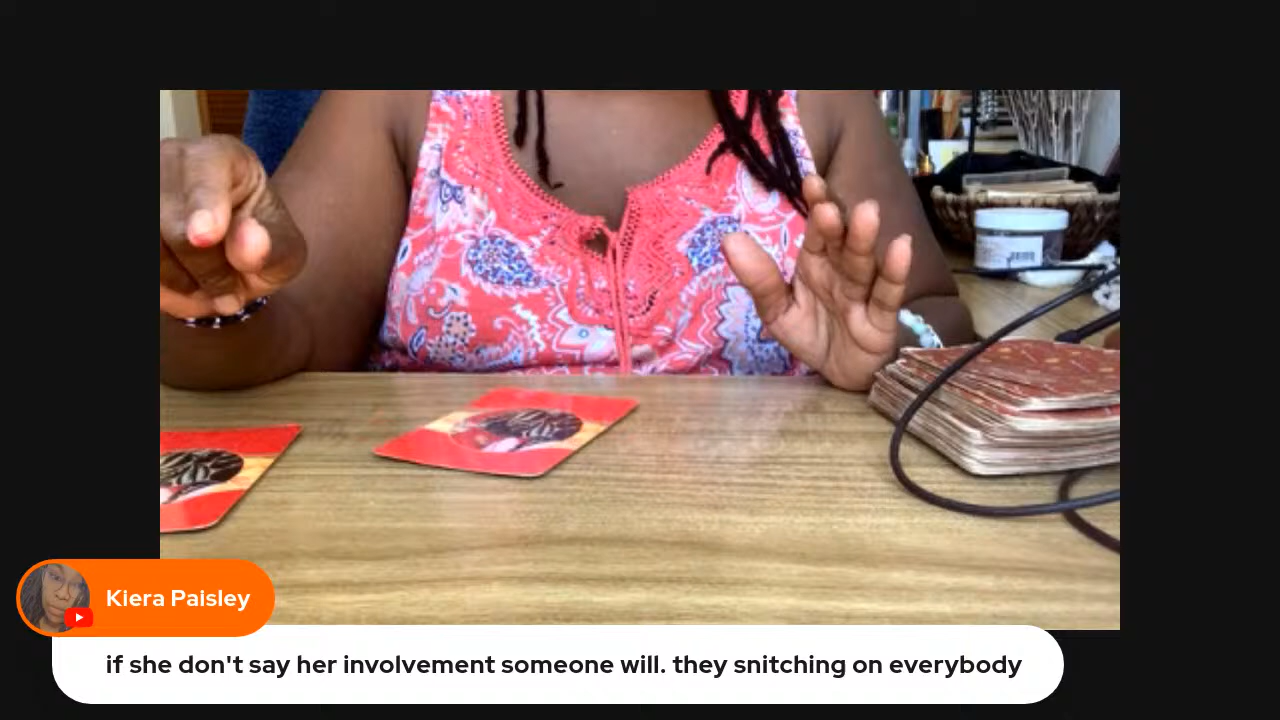 Kiera Paisley
if she don't say her involvement someone will. they snitching on everybody